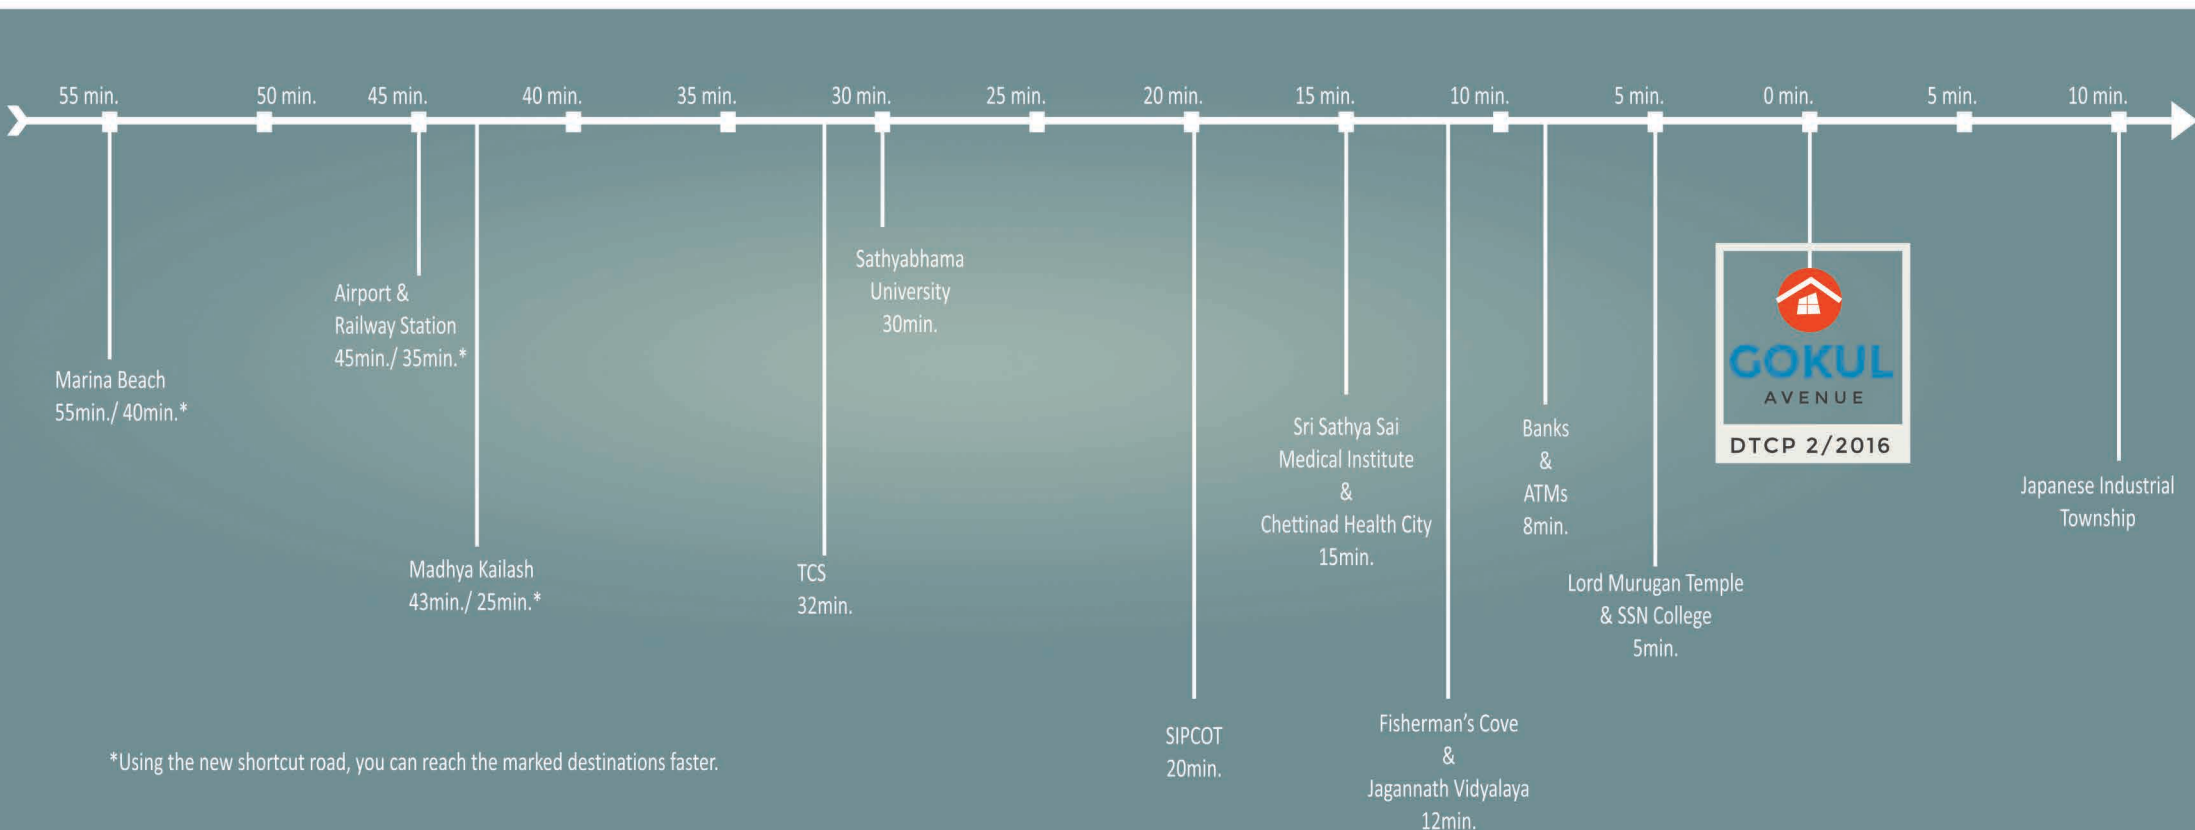 55 min.
50 min.
45 min.
40 min.
35 min.
30 min.
25 min.
20 min.
15 min.
10 min.
5 min.
0 min.
5 min.
10 min.
Marina Beach
55min./ 40min.*
Airport &
Railway Station
45min./ 35min.*
Madhya Kailash
43min./ 25min.*
TCS
32min.
Sathyabhama
University
30min.
SIPCOT
20min.
Sri Sathya Sai
Medical Institute
&
Chettinad Health City
15min.
Fisherman’s Cove
&
Jagannath Vidyalaya
12min.
Banks
&
ATMs
8min.
Lord Murugan Temple
& SSN College
5min.
GOKUL
AVENUE
DTCP 2/2016
Japanese Industrial
Township
*Using the new shortcut road, you can reach the marked destinations faster.